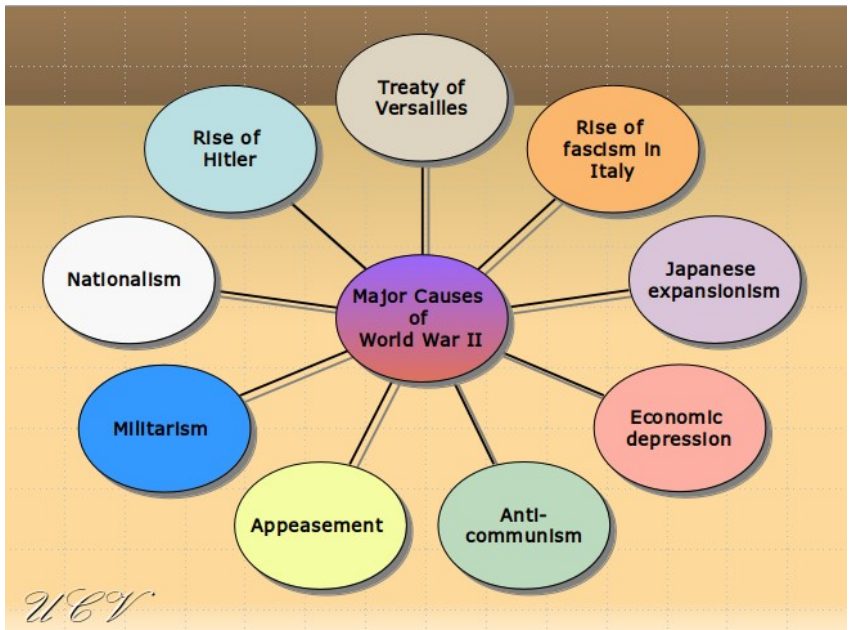 Treaty of
Versailles
Rise of
Hitler
Rise of
fascism in
Italy
Nationalism
Japanese
expansionism
Major Causes
of
World War II
Militarism
Economic
depression
Appeasement
Anti-
communism
UCV